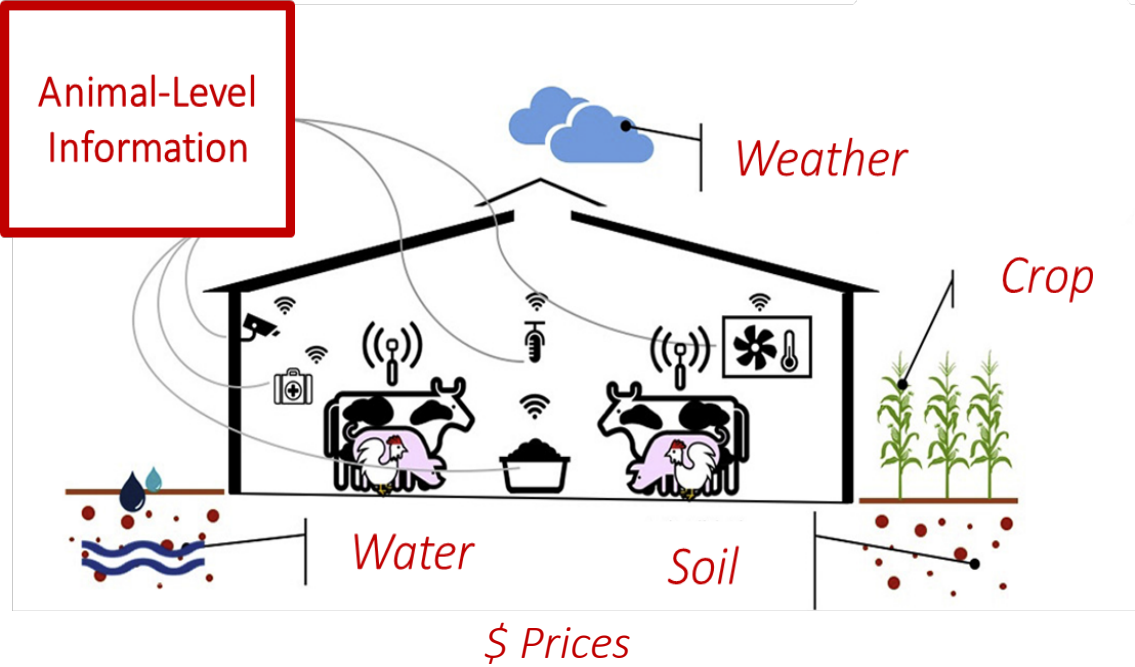 Animal-Level
Information
Weather
Crop
Water
Soil
$ Prices